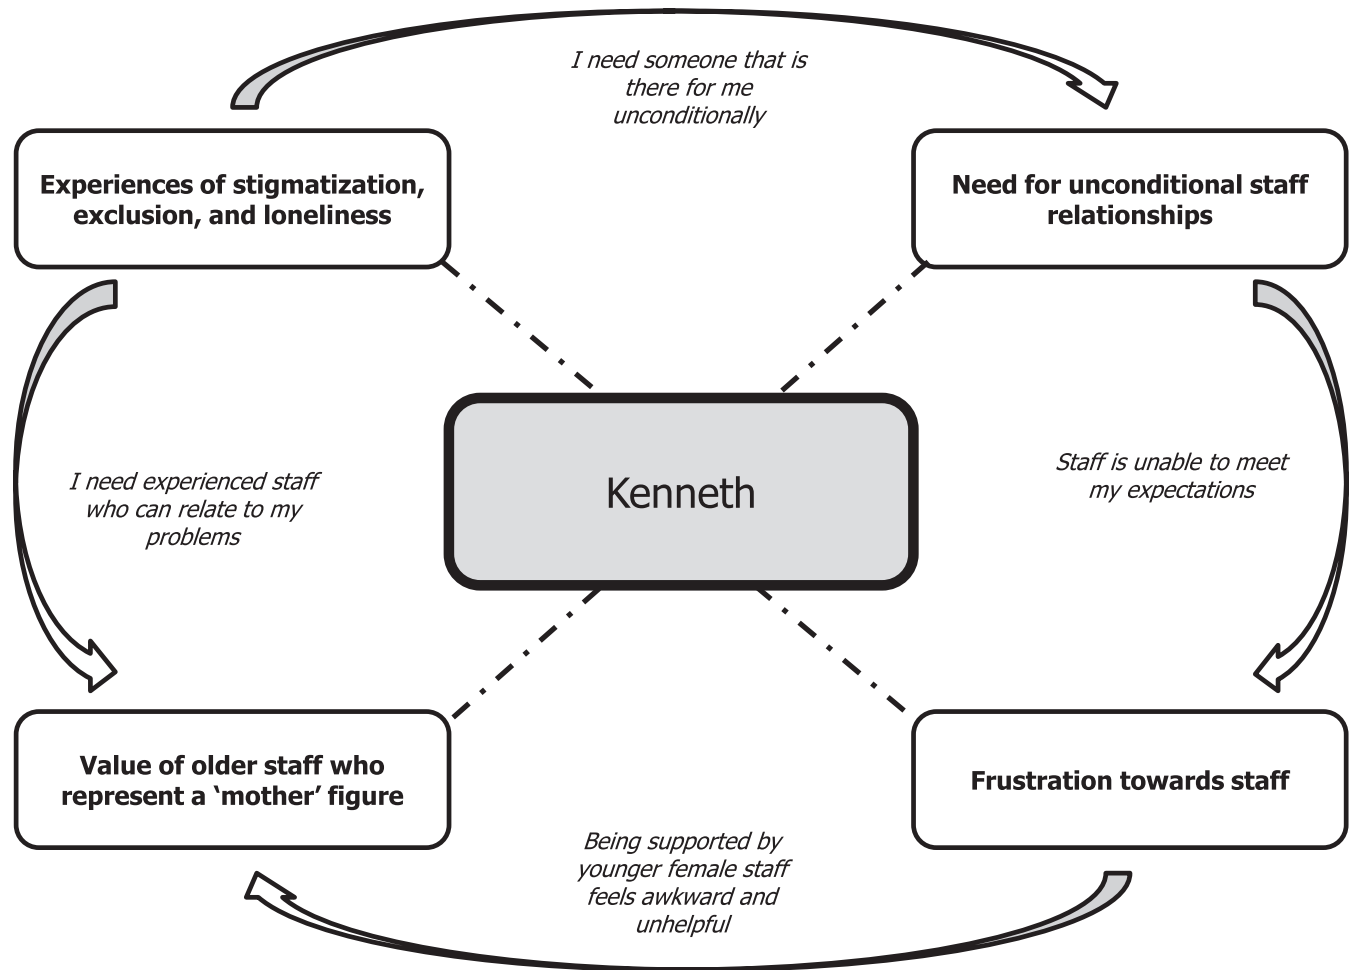 I need someone that is
there for me
unconditionally
Experiences of stigmatization,
exclusion, and loneliness
Need for unconditional staff
relationships
I need experienced staff
who can relate to my
problems
Kenneth
Staff is unable to meet
my expectations
Value of older staff who
represent a ‘mother’ figure
Frustration towards staff
Being supported by
younger female staff
feels awkward and
unhelpful